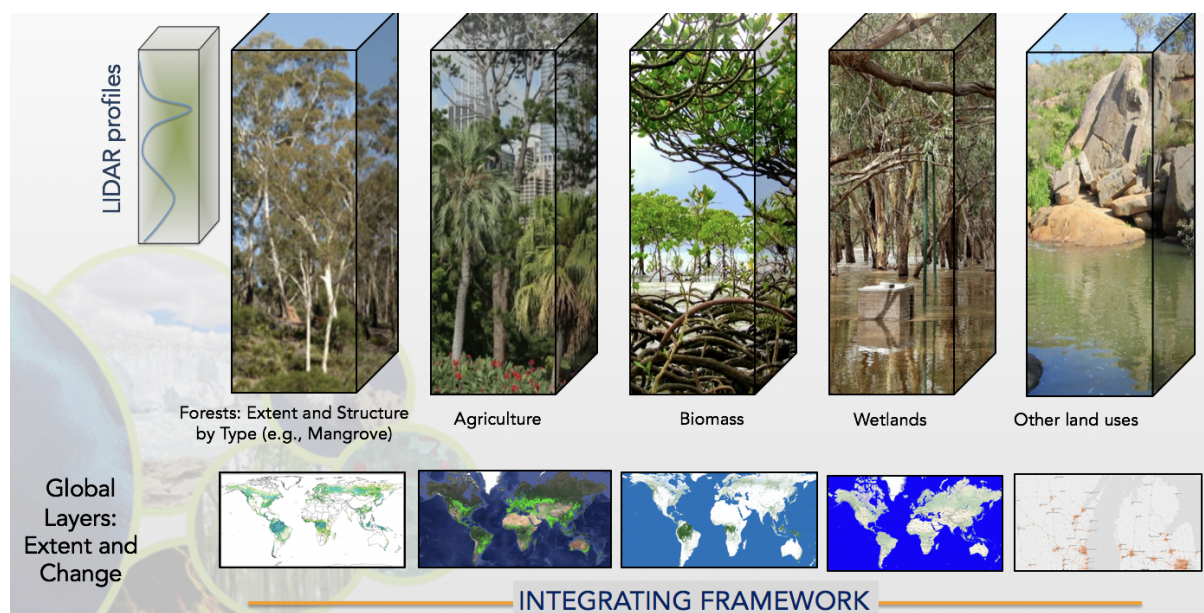 LIDAR profiles
Forests: Extent and Structure
by Type (e.g., Mangrove)
Agriculture
Biomass
Wetlands
Other land uses
Global
Layers:
Extent and
Change
INTEGRATING FRAMEWORK